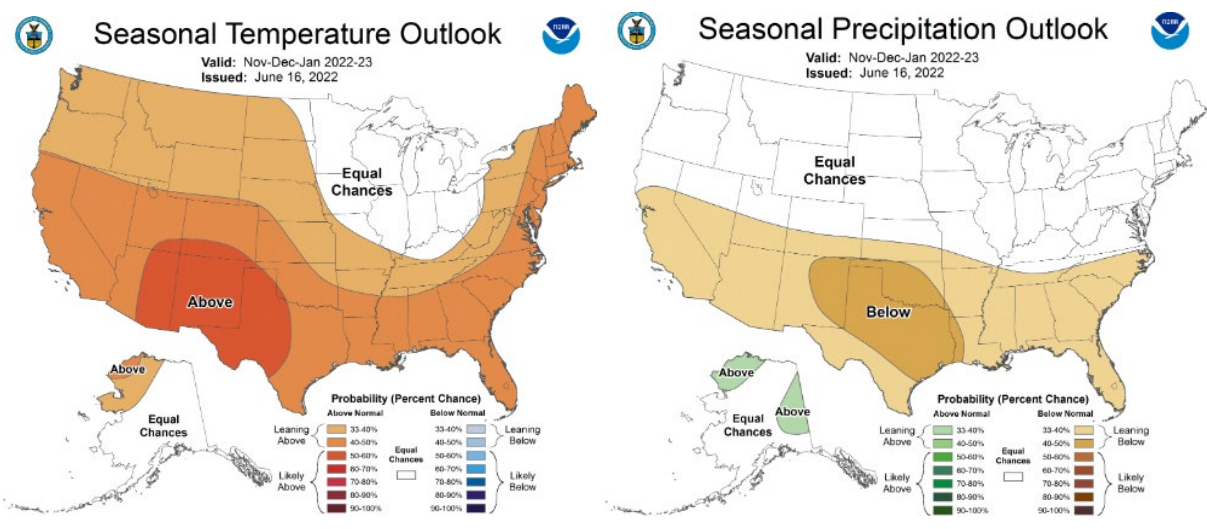 Seasonal Temperature Outlook
Valid: Nov-Dec-Jan 2022-23
Issued: June 16, 2022
Equal
Chances
Above
Above
Equal
Chances
Probability (Percent Chance)
Above Normal
Below Normal
Leaning
Above
33-40%
40-50%
50-60%
60-70%
70-80%
80-90%
90-100%
Likely
Above
Equal
Chances
33-40%
40-50%
50-60%
60-70%
70-80%
80-90%
90-100%
Leaning
Below
Likely
Below
Seasonal Precipitation Outlook
Valid: Nov-Dec-Jan 2022-23
Issued: June 16, 2022
Equal
Chances
Below
Above
Above
Equal
Chances
Probability (Percent Chance)
Above Normal
Below Normal
Leaning
Above
33-40%
40-50%
50-60%
60-70%
70-80%
80-90%
90-100%
Likely
Above
Equal
Chances
33-40%
40-50%
50-60%
60-70%
70-80%
80-90%
90-100%
Leaning
Below
Likely
Below